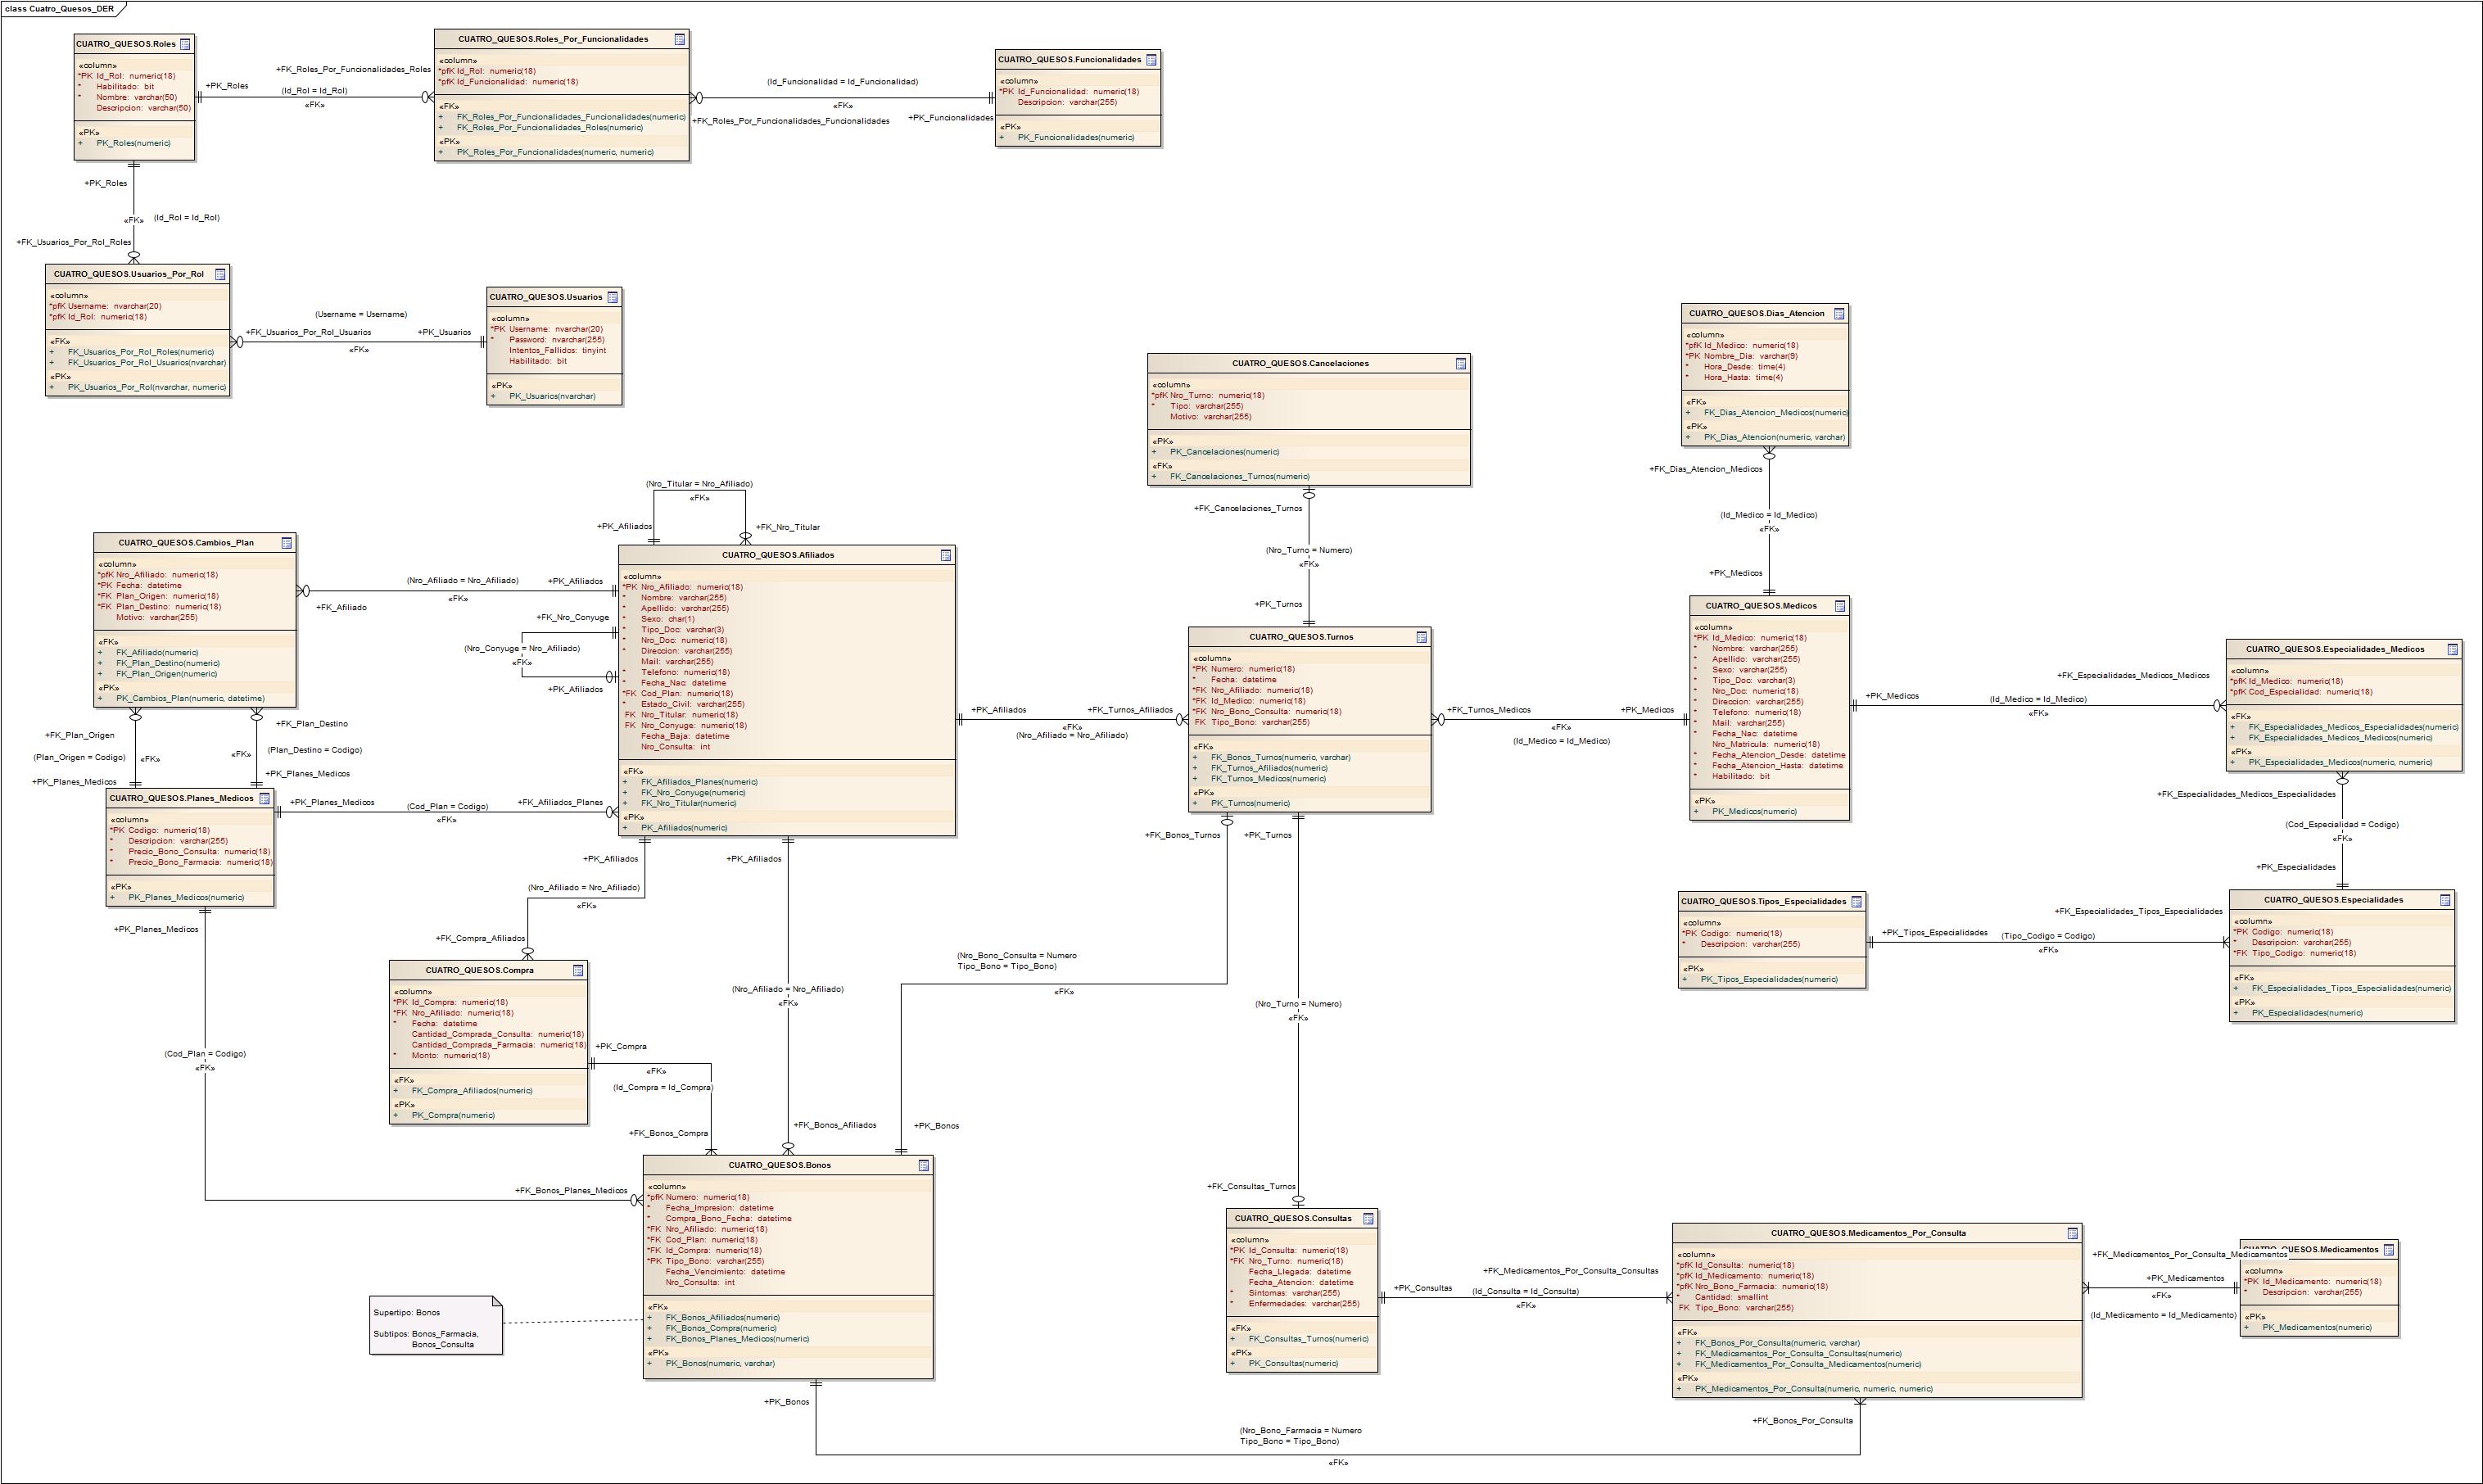 class Cuatro_Quesos_DER
CUATRO_QUESOS.Roles
«column»
*PK Id_Rol: numeric(18)
* Habilitado: bit
* Nombre: varchar(50)
Descripcion: varchar(50)
«PK»
+ PK_Roles(numeric)
+PK_Roles
+FK_Roles_Por_Funcionalidades_Roles
(Id_Rol = Id_Rol)
«FK»
CUATRO_QUESOS.Roles_Por_Funcionalidades
«column»
*pfK Id_Rol: numeric(18)
*pfK Id_Funcionalidad: numeric(18)
«FK»
+ FK_Roles_Por_Funcionalidades_Funcionalidades(numeric)
+ FK_Roles_Por_Funcionalidades_Roles(numeric)
«PK»
+ PK_Roles_Por_Funcionalidades(numeric, numeric)
(Id_Funcionalidad = Id_Funcionalidad)
«FK»
+FK_Roles_Por_Funcionalidades_Funcionalidades
+PK_Funcionalidades
CUATRO_QUESOS.Funcionalidades
«column»
*PK Id_Funcionalidad: numeric(18)
Descripcion: varchar(255)
«PK»
+ PK_Funcionalidades(numeric)
+PK_Roles
«FK»
(Id_Rol = Id_Rol)
+FK_Usuarios_Por_Rol_Roles
CUATRO_QUESOS.Usuarios_Por_Rol
«column»
*pfK Username: nvarchar(20)
*pfK Id_Rol: numeric(18)
«FK»
+ FK_Usuarios_Por_Rol_Roles(numeric)
+ FK_Usuarios_Por_Rol_Usuarios(nvarchar)
«PK»
+ PK_Usuarios_Por_Rol(nvarchar, numeric)
(Username = Username)
+FK_Usuarios_Por_Rol_Usuarios
+PK_Usuarios
«FK»
CUATRO_QUESOS.Usuarios
«column»
*PK Username: nvarchar(20)
* Password: nvarchar(255)
Intentos_Fallidos: tinyint
Habilitado: bit
«PK»
+ PK_Usuarios(nvarchar)
CUATRO_QUESOS.Cancelaciones
«column»
*pfK Nro_Turno: numeric(18)
* Tipo: varchar(255)
Motivo: varchar(255)
«PK»
+ PK_Cancelaciones(numeric)
«FK»
+ FK_Cancelaciones_Turnos(numeric)
+FK_Cancelaciones_Turnos
(Nro_Turno = Numero)
«FK»
+PK_Turnos
CUATRO_QUESOS.Dias_Atencion
«column»
*pfK Id_Medico: numeric(18)
*PK Nombre_Dia: varchar(9)
* Hora_Desde: time(4)
* Hora_Hasta: time(4)
«FK»
+ FK_Dias_Atencion_Medicos(numeric)
«PK»
+ PK_Dias_Atencion(numeric, varchar)
+FK_Dias_Atencion_Medicos
(Id_Medico = Id_Medico)
«FK»
+PK_Medicos
(Nro_Titular = Nro_Afiliado)
«FK»
+PK_Afiliados
+FK_Nro_Titular
CUATRO_QUESOS.Cambios_Plan
«column»
*pfK Nro_Afiliado: numeric(18)
*PK Fecha: datetime
*FK Plan_Origen: numeric(18)
*FK Plan_Destino: numeric(18)
Motivo: varchar(255)
«FK»
+ FK_Afiliado(numeric)
+ FK_Plan_Destino(numeric)
+ FK_Plan_Origen(numeric)
«PK»
+ PK_Cambios_Plan(numeric, datetime)
(Nro_Afiliado = Nro_Afiliado)
+PK_Afiliados
«FK»
+FK_Afiliado
+FK_Nro_Conyuge
(Nro_Conyuge = Nro_Afiliado)
«FK»
+PK_Afiliados
CUATRO_QUESOS.Afiliados
«column»
*PK Nro_Afiliado: numeric(18)
* Nombre: varchar(255)
* Apellido: varchar(255)
* Sexo: char(1)
* Tipo_Doc: varchar(3)
* Nro_Doc: numeric(18)
* Direccion: varchar(255)
Mail: varchar(255)
* Telefono: numeric(18)
* Fecha_Nac: datetime
*FK Cod_Plan: numeric(18)
* Estado_Civil: varchar(255)
FK Nro_Titular: numeric(18)
FK Nro_Conyuge: numeric(18)
Fecha_Baja: datetime
Nro_Consulta: int
«FK»
+ FK_Afiliados_Planes(numeric)
+ FK_Nro_Conyuge(numeric)
+ FK_Nro_Titular(numeric)
«PK»
+ PK_Afiliados(numeric)
+PK_Afiliados
+FK_Turnos_Afiliados
«FK»
(Nro_Afiliado = Nro_Afiliado)
CUATRO_QUESOS.Turnos
«column»
*PK Numero: numeric(18)
* Fecha: datetime
*FK Nro_Afiliado: numeric(18)
*FK Id_Medico: numeric(18)
*FK Nro_Bono_Consulta: numeric(18)
FK Tipo_Bono: varchar(255)
«FK»
+ FK_Bonos_Turnos(numeric, varchar)
+ FK_Turnos_Afiliados(numeric)
+ FK_Turnos_Medicos(numeric)
«PK»
+ PK_Turnos(numeric)
+FK_Turnos_Medicos
+PK_Medicos
«FK»
(Id_Medico = Id_Medico)
CUATRO_QUESOS.Medicos
«column»
*PK Id_Medico: numeric(18)
* Nombre: varchar(255)
* Apellido: varchar(255)
* Sexo: varchar(255)
* Tipo_Doc: varchar(3)
* Nro_Doc: numeric(18)
* Direccion: varchar(255)
* Telefono: numeric(18)
* Mail: varchar(255)
* Fecha_Nac: datetime
Nro_Matricula: numeric(18)
* Fecha_Atencion_Desde: datetime
* Fecha_Atencion_Hasta: datetime
* Habilitado: bit
«PK»
+ PK_Medicos(numeric)
+FK_Especialidades_Medicos_Medicos
+PK_Medicos
(Id_Medico = Id_Medico)
«FK»
CUATRO_QUESOS.Especialidades_Medicos
«column»
*pfK Id_Medico: numeric(18)
*pfK Cod_Especialidad: numeric(18)
«FK»
+ FK_Especialidades_Medicos_Especialidades(numeric)
+ FK_Especialidades_Medicos_Medicos(numeric)
«PK»
+ PK_Especialidades_Medicos(numeric, numeric)
+FK_Especialidades_Medicos_Especialidades
(Cod_Especialidad = Codigo)
«FK»
+PK_Especialidades
+FK_Plan_Origen
(Plan_Origen = Codigo)
«FK»
+PK_Planes_Medicos
+FK_Plan_Destino
«FK»
(Plan_Destino = Codigo)
+PK_Planes_Medicos
CUATRO_QUESOS.Planes_Medicos
«column»
*PK Codigo: numeric(18)
* Descripcion: varchar(255)
* Precio_Bono_Consulta: numeric(18)
* Precio_Bono_Farmacia: numeric(18)
«PK»
+ PK_Planes_Medicos(numeric)
+PK_Planes_Medicos
(Cod_Plan = Codigo)
«FK»
+FK_Afiliados_Planes
+PK_Afiliados
(Nro_Afiliado = Nro_Afiliado)
«FK»
+FK_Compra_Afiliados
+PK_Afiliados
(Nro_Afiliado = Nro_Afiliado)
«FK»
+FK_Bonos_Afiliados
+FK_Bonos_Turnos
+PK_Turnos
(Nro_Bono_Consulta = Numero
Tipo_Bono = Tipo_Bono)
«FK»
+PK_Bonos
(Nro_Turno = Numero)
«FK»
+FK_Consultas_Turnos
CUATRO_QUESOS.Tipos_Especialidades
«column»
*PK Codigo: numeric(18)
* Descripcion: varchar(255)
«PK»
+ PK_Tipos_Especialidades(numeric)
+FK_Especialidades_Tipos_Especialidades
+PK_Tipos_Especialidades
(Tipo_Codigo = Codigo)
«FK»
CUATRO_QUESOS.Especialidades
«column»
*PK Codigo: numeric(18)
* Descripcion: varchar(255)
*FK Tipo_Codigo: numeric(18)
«FK»
+ FK_Especialidades_Tipos_Especialidades(numeric)
«PK»
+ PK_Especialidades(numeric)
+PK_Planes_Medicos
(Cod_Plan = Codigo)
«FK»
+FK_Bonos_Planes_Medicos
CUATRO_QUESOS.Compra
«column»
*PK Id_Compra: numeric(18)
*FK Nro_Afiliado: numeric(18)
* Fecha: datetime
Cantidad_Comprada_Consulta: numeric(18)
Cantidad_Comprada_Farmacia: numeric(18)
* Monto: numeric(18)
«FK»
+ FK_Compra_Afiliados(numeric)
«PK»
+ PK_Compra(numeric)
+PK_Compra
«FK»
(Id_Compra = Id_Compra)
+FK_Bonos_Compra
CUATRO_QUESOS.Bonos
«column»
*pfK Numero: numeric(18)
* Fecha_Impresion: datetime
* Compra_Bono_Fecha: datetime
*FK Nro_Afiliado: numeric(18)
*FK Cod_Plan: numeric(18)
*FK Id_Compra: numeric(18)
*PK Tipo_Bono: varchar(255)
Fecha_Vencimiento: datetime
Nro_Consulta: int
«FK»
+ FK_Bonos_Afiliados(numeric)
+ FK_Bonos_Compra(numeric)
+ FK_Bonos_Planes_Medicos(numeric)
«PK»
+ PK_Bonos(numeric, varchar)
Supertipo: Bonos
Subtipos: Bonos_Farmacia,
Bonos_Consulta
CUATRO_QUESOS.Consultas
«column»
*PK Id_Consulta: numeric(18)
*FK Nro_Turno: numeric(18)
Fecha_Llegada: datetime
Fecha_Atencion: datetime
* Sintomas: varchar(255)
* Enfermedades: varchar(255)
«FK»
+ FK_Consultas_Turnos(numeric)
«PK»
+ PK_Consultas(numeric)
+FK_Medicamentos_Por_Consulta_Consultas
+PK_Consultas
(Id_Consulta = Id_Consulta)
«FK»
CUATRO_QUESOS.Medicamentos_Por_Consulta
«column»
*pfK Id_Consulta: numeric(18)
*pfK Id_Medicamento: numeric(18)
*pfK Nro_Bono_Farmacia: numeric(18)
* Cantidad: smallint
FK Tipo_Bono: varchar(255)
«FK»
+ FK_Bonos_Por_Consulta(numeric, varchar)
+ FK_Medicamentos_Por_Consulta_Consultas(numeric)
+ FK_Medicamentos_Por_Consulta_Medicamentos(numeric)
«PK»
+ PK_Medicamentos_Por_Consulta(numeric, numeric, numeric)
+FK_Medicamentos_Por_Consulta_Medicamentos
+PK_Medicamentos
«FK»
(Id_Medicamento = Id_Medicamento)
CUATRO_QUESOS.Medicamentos
«column»
*PK Id_Medicamento: numeric(18)
* Descripcion: varchar(255)
«PK»
+ PK_Medicamentos(numeric)
+PK_Bonos
(Nro_Bono_Farmacia = Numero
Tipo_Bono = Tipo_Bono)
«FK»
+FK_Bonos_Por_Consulta